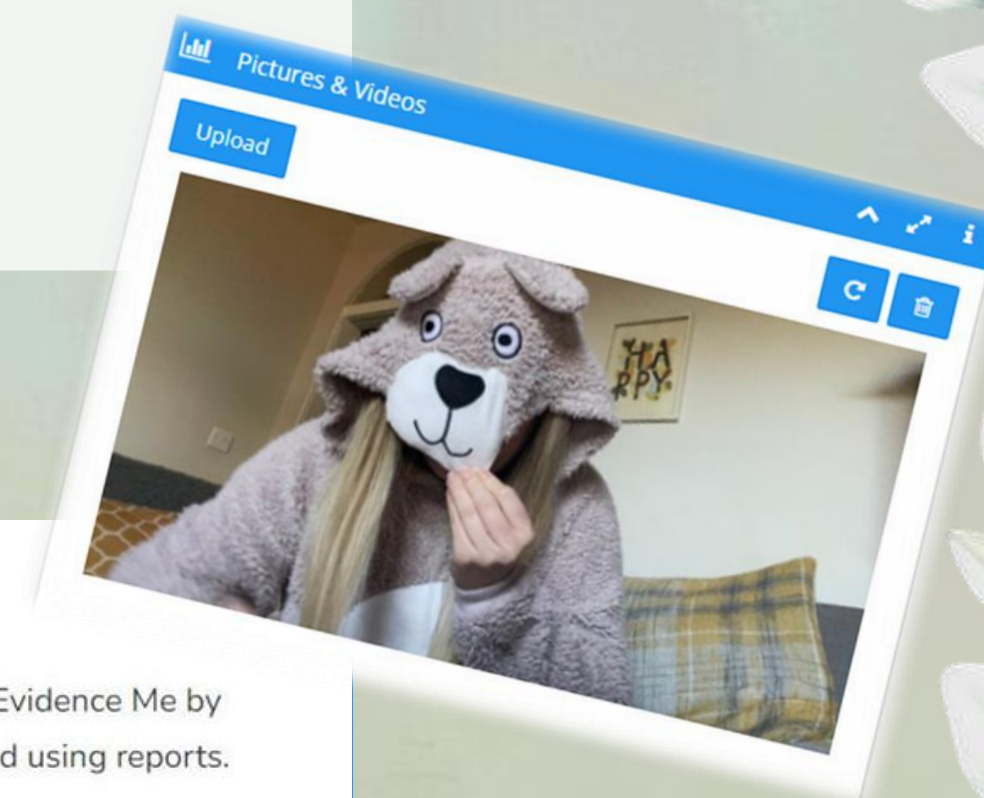 Pictures & Videos
Upload
HA
PPY
Evidence Me by
d using reports.